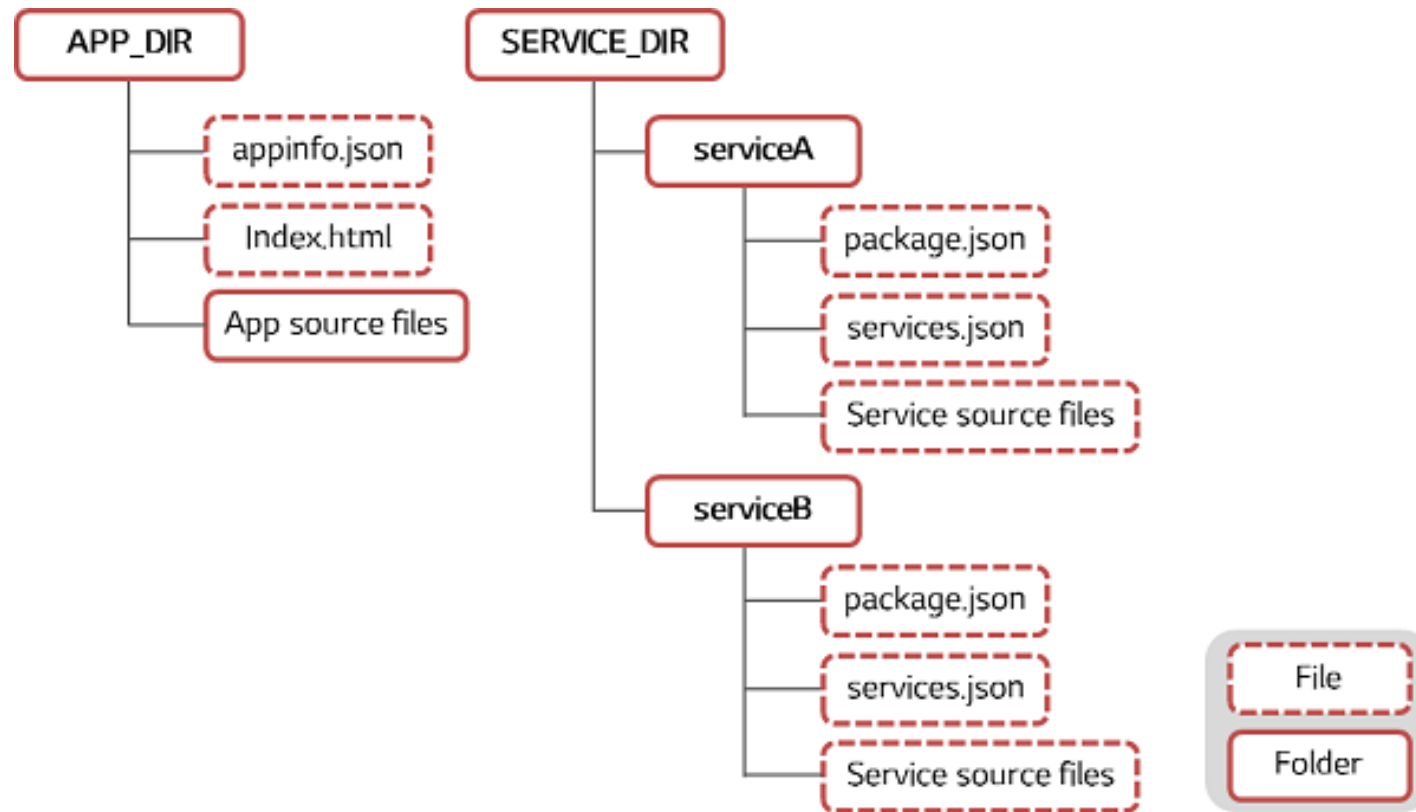 APP_DIR
appinfo.json
Index.html
App source files
SERVICE_DIR
serviceA
package.json
services.json
Service source files
serviceB
package.json
services.json
Service source files
File
Folder